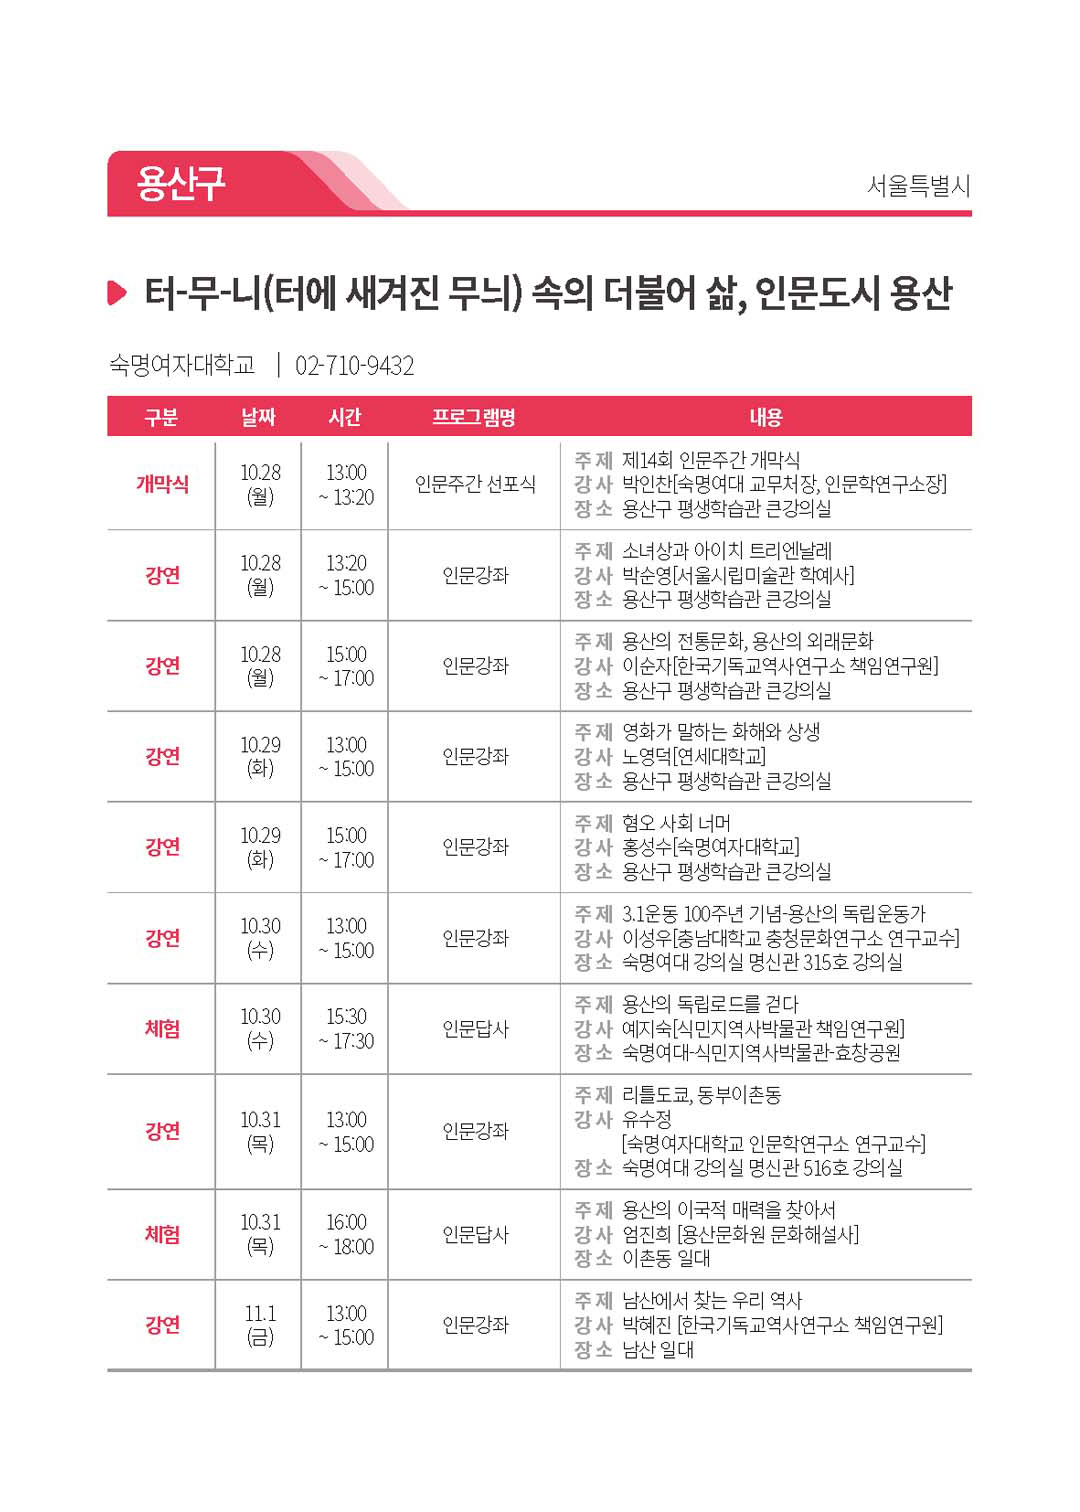 용산구
서울특별시
터-무-니(터에 새겨진 무늬) 속의 더불어 삶, 인문도시 용산
숙명여자대학교 | 02-710-9432
구분 날짜 시간 프로그램명 내용
개막식 10.28 (월) 13:00 ~ 13:20 인문주간 선포식
주제 제14회 인문주간 개막식
강사 박인찬[숙명여대 교무처장, 인문학연구소장]
장소 용산구 평생학습관 큰강의실
강연 10.28 (월) 13:20 ~ 15:00 인문강좌
주제 소녀상과 아이치 트리엔날레
강사 박순영[서울시립미술관 학예사]
장소 용산구 평생학습관 큰강의실
강연 10.28 (월) 15:00 ~ 17:00 인문강좌
주제 용산의 전통문화, 용산의 외래문화
강사 이순자[한국기독교역사연구소 책임연구원]
장소 용산구 평생학습관 큰강의실
강연 10.29 (화) 13:00 ~ 15:00 인문강좌
주제 영화가 말하는 화해와 상생
강사 노영덕[연세대학교]
장소 용산구 평생학습관 큰강의실
강연 10.29 (화) 15:00 ~ 17:00 인문강좌
주제 혐오 사회 너머
강사 홍성수[숙명여자대학교]
장소 용산구 평생학습관 큰강의실
강연 10.30 (수) 13:00 ~ 15:00 인문강좌
주제 3.1운동 100주년 기념-용산의 독립운동가
강사 이성우[충남대학교 충청문화연구소 연구교수]
장소 숙명여대 강의실 명신관 315호 강의실
체험 10.30 (수) 15:30 ~ 17:30 인문답사
주제 용산의 독립로드를 걷다
강사 예지숙[식민지역사박물관 책임연구원]
장소 숙명여대-식민지역사박물관-효창공원
강연 10.31 (목) 13:00 ~ 15:00 인문강좌
주제 리틀도쿄, 동부이촌동
강사 유수정
[숙명여자대학교 인문학연구소 연구교수]
장소 숙명여대 강의실 명신관 516호 강의실
체험 10.31 (목) 16:00 ~ 18:00 인문답사
주제 용산의 이국적 매력을 찾아서
강사 엄진희 [용산문화원 문화해설사]
장소 이촌동 일대
강연 11.1 (금) 13:00 ~ 15:00 인문강좌
주제 남산에서 찾는 우리 역사
강사 박혜진 [한국기독교역사연구소 책임연구원]
장소 남산 일대